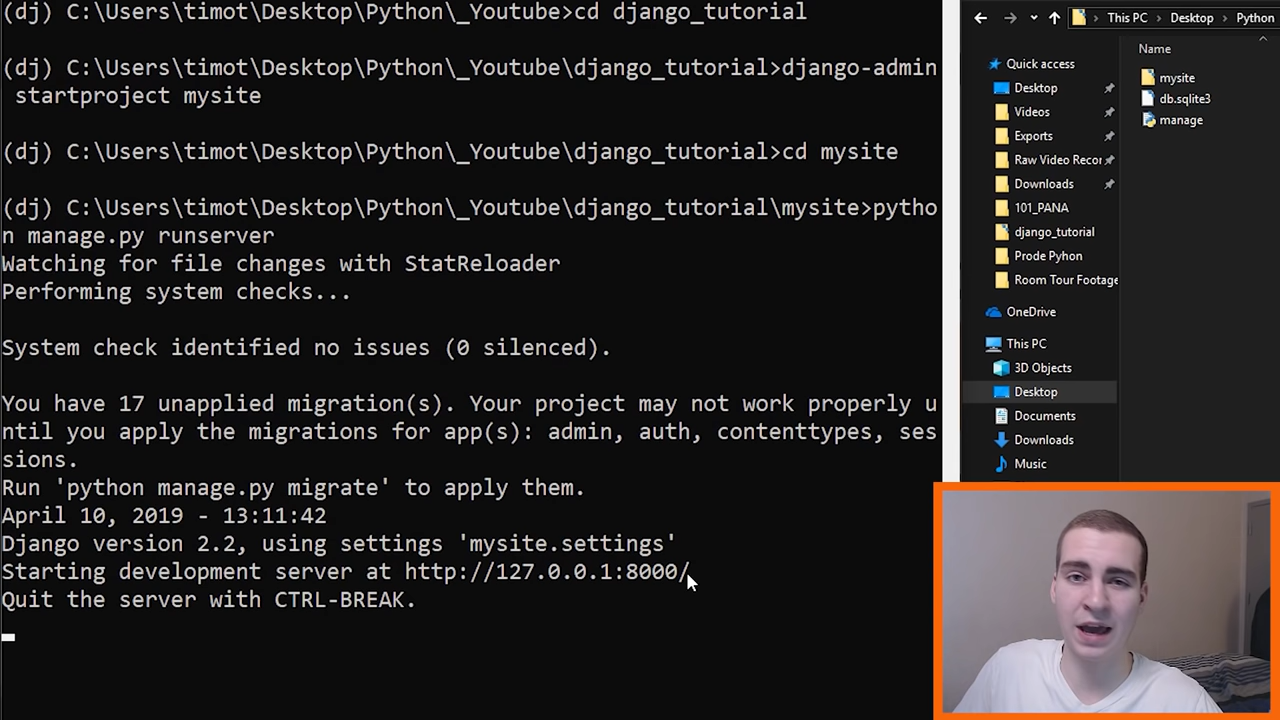 (dj) C:\Users\timot\Desktop\Python\_Youtube>cd django_tutorial
(dj) C:\Users\timot\Desktop\Python\_Youtube\django_tutorial>django-admin
startproject mysite
(dj) C:\Users\timot\Desktop\Python\_Youtube\django_tutorial>cd mysite
(dj) C:\Users\timot\Desktop\Python\_Youtube\django_tutorial\mysite>pytho
n manage.py runserver
Watching for file changes with StatReloader
Performing system checks...
System check identified no issues (0 silenced).
You have 17 unapplied migration(s). Your project may not work properly u
ntil you apply the migrations for app(s): admin, auth, contenttypes, ses
sions.
Run 'python manage.py migrate' to apply them.
April 10, 2019 - 13:11:42
Django version 2.2, using settings 'mysite.settings'
Starting development server at http://127.0.0.1:8000/
Quit the server with CTRL-BREAK.
This PC > Desktop > Python
Quick access
Desktop
Videos
Exports
Raw Video Recor
Downloads
101_PANA
django_tutorial
Prode Pyhon
Room Tour Footage
OneDrive
This PC
3D Objects
Desktop
Documents
Downloads
Music
Name
mysite
db.sqlite3
manage